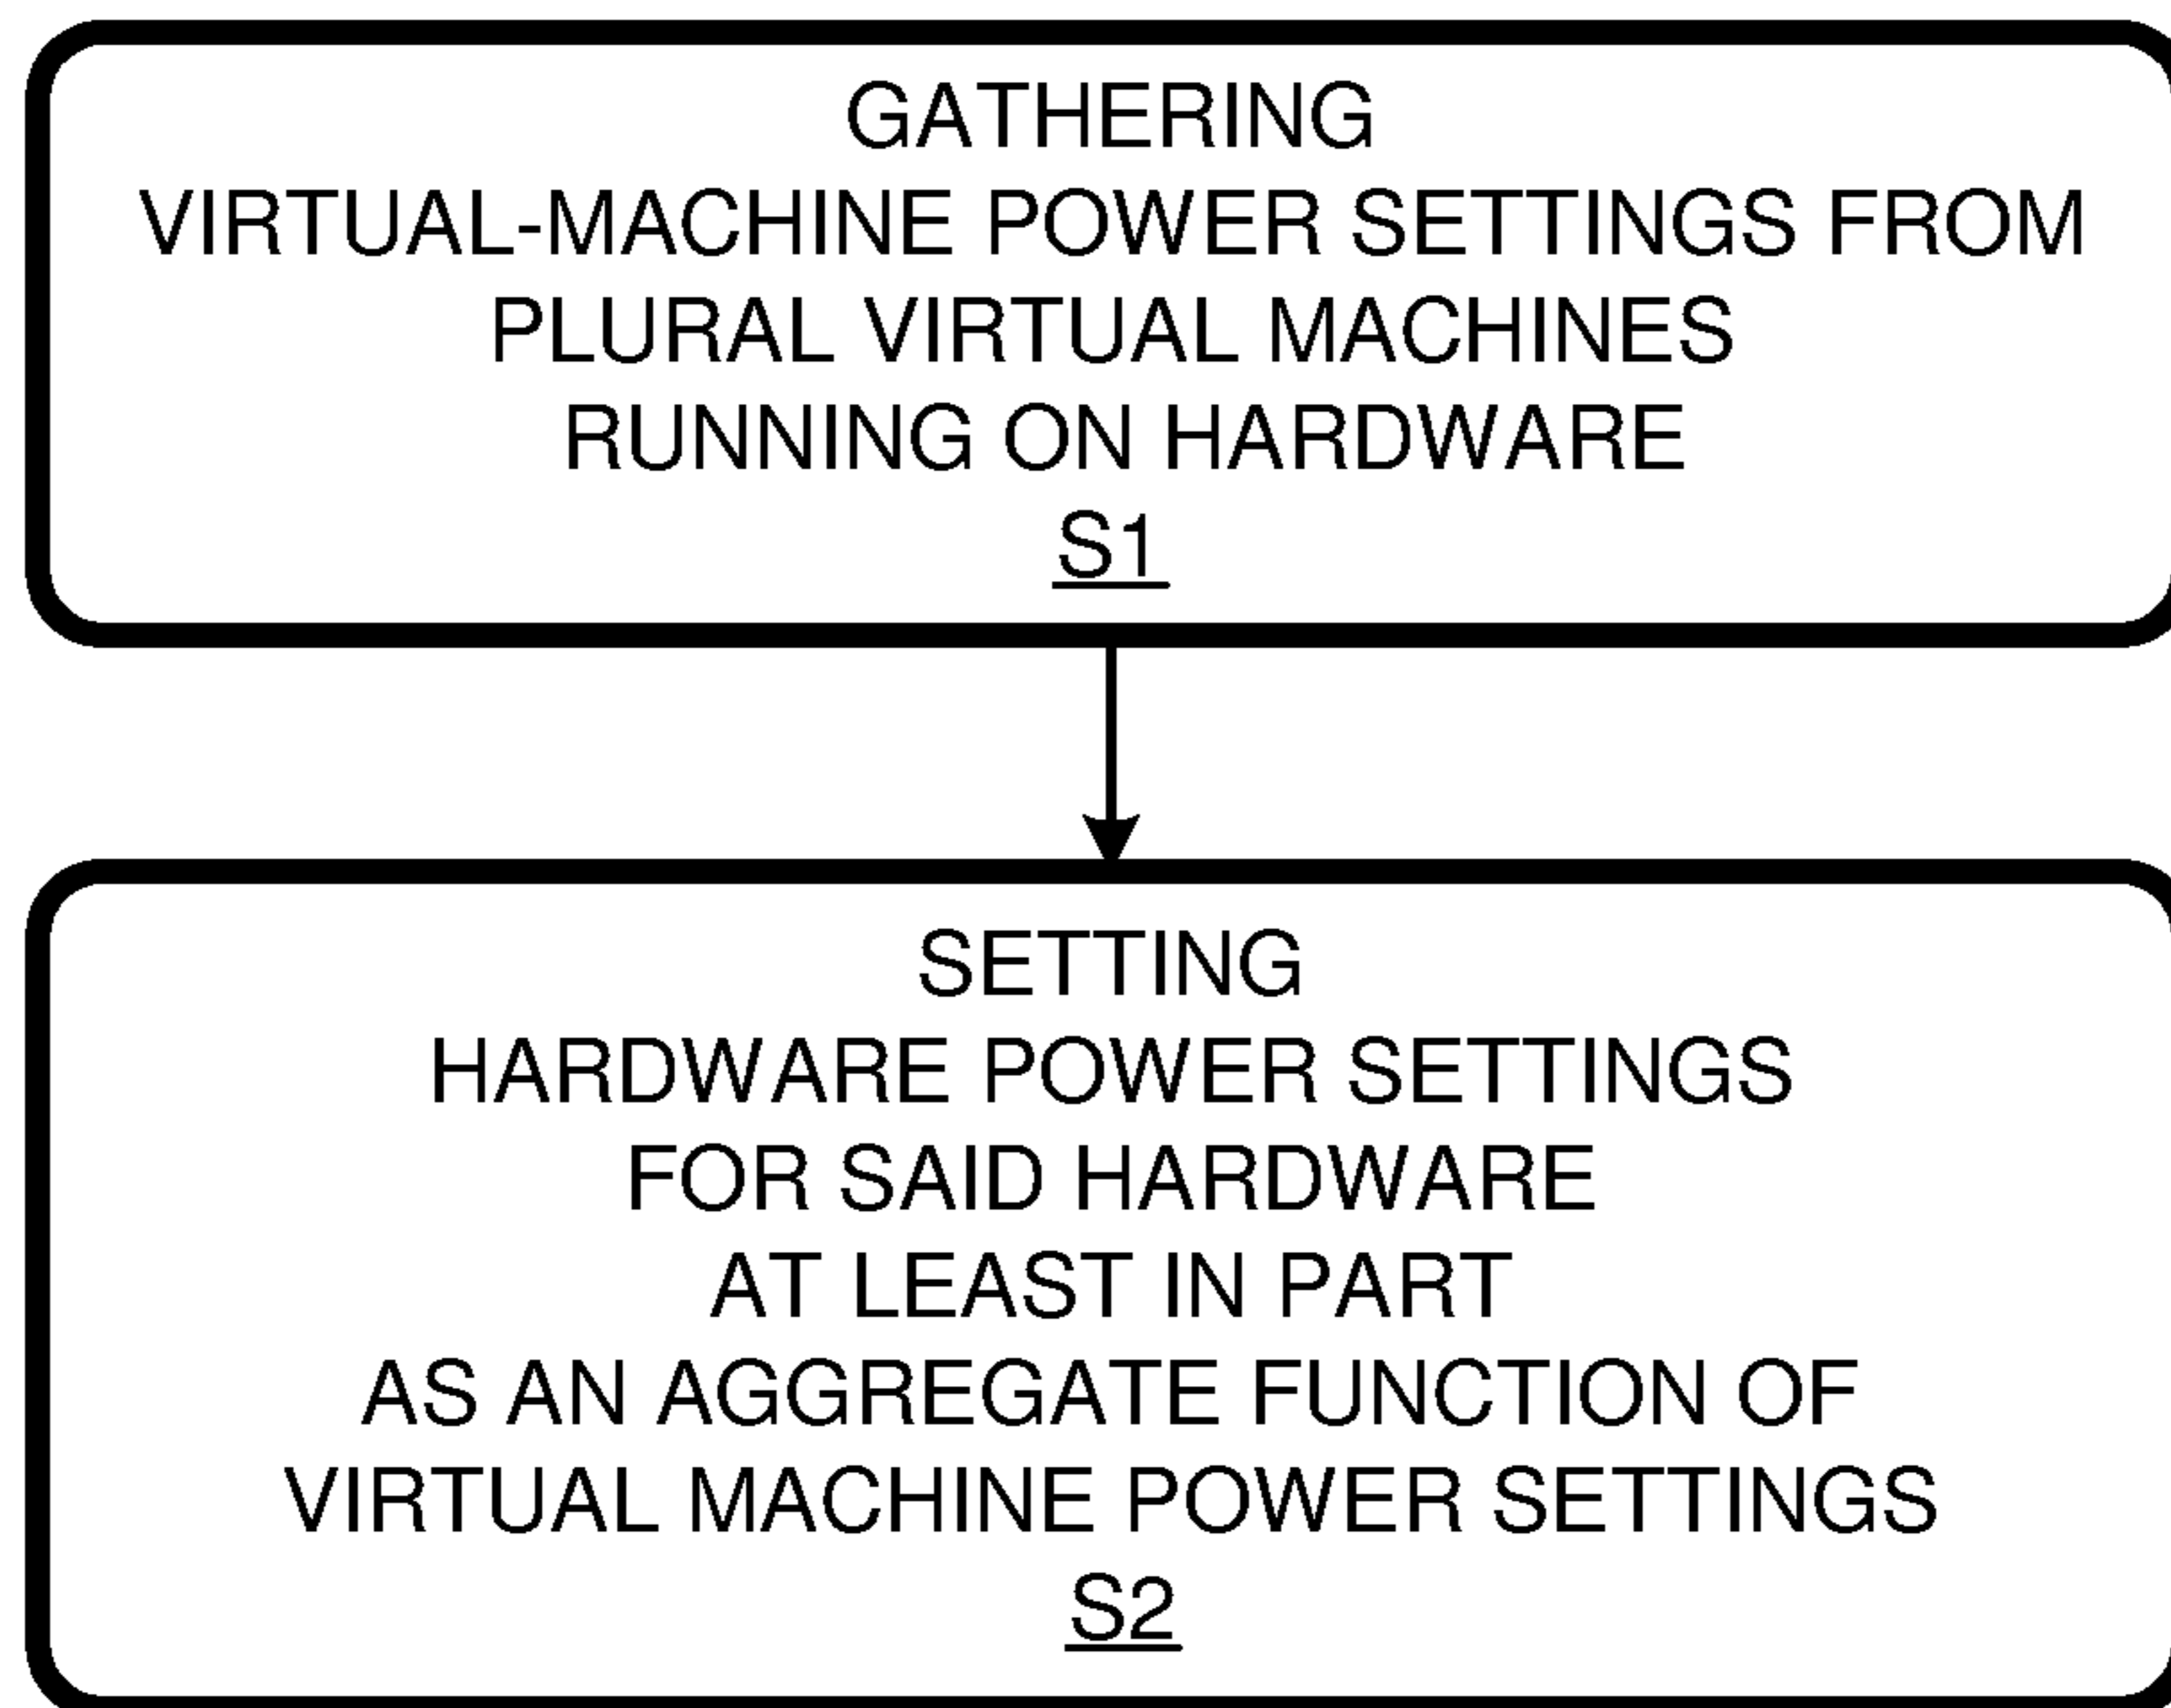 GATHERING
VIRTUAL-MACHINE POWER SETTINGS FROM
PLURAL VIRTUAL MACHINES
RUNNING ON HARDWARE
S1
SETTING
HARDWARE POWER SETTINGS
FOR SAID HARDWARE
AT LEAST IN PART
AS AN AGGREGATE FUNCTION OF
VIRTUAL MACHINE POWER SETTINGS
S2